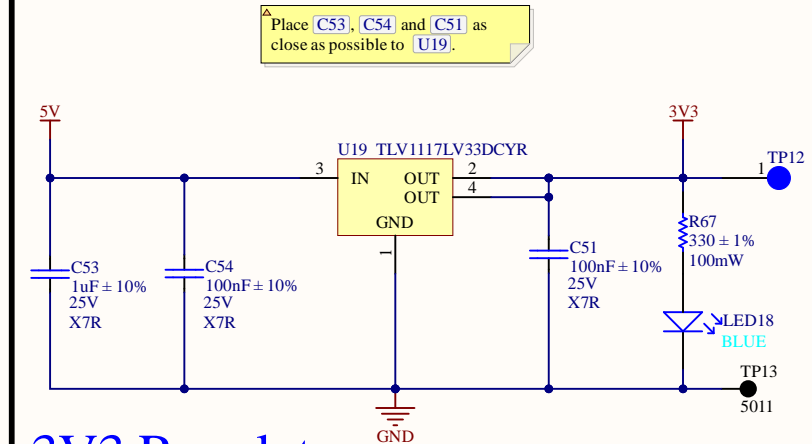 Place C53, C54 and C51 as
close as possible to U19.
5V
3V3
U19 TLV1117LV33DCYR
TP12
3
IN
OUT
2
1
OUT
4
GND
1
R67
330 ± 1%
100mW
C53
1uF ± 10%
25V
X7R
C54
100nF ± 10%
25V
X7R
C51
100nF ± 10%
25V
X7R
LED18
BLUE
TP13
5011
GND